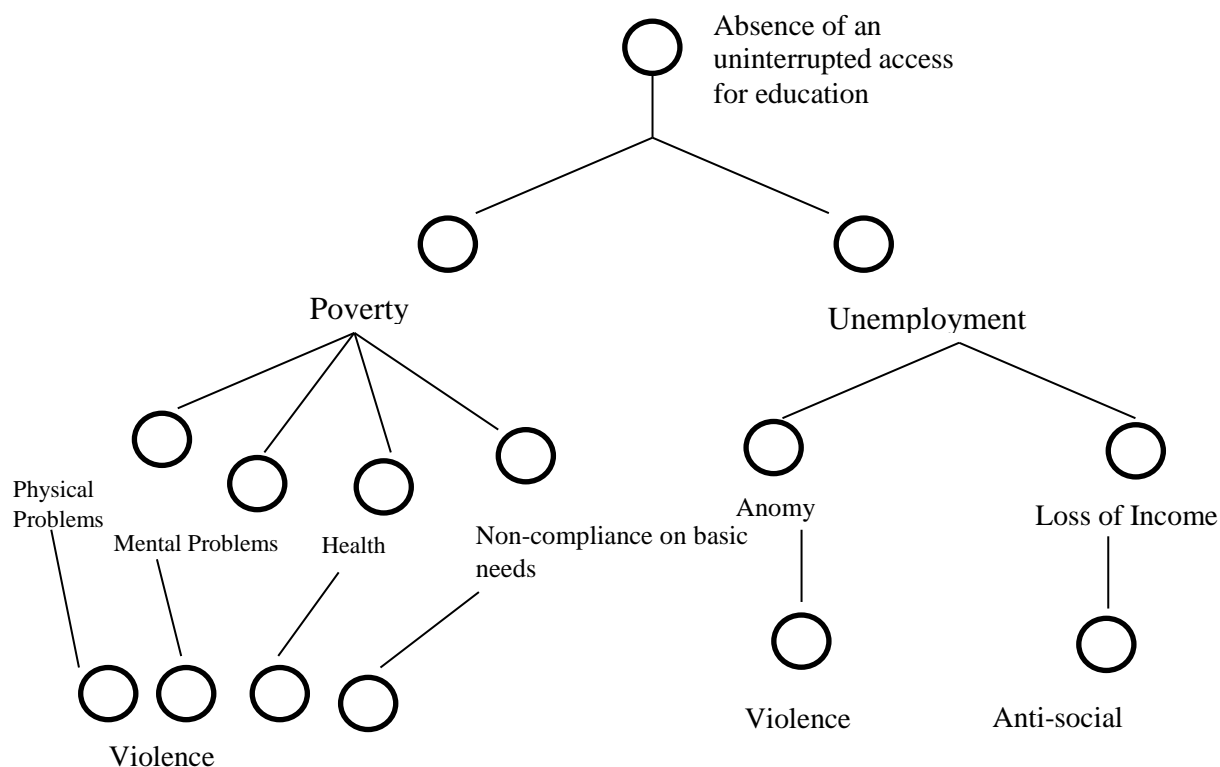 Absence of an
uninterrupted access
for education
Poverty
Unemployment
Physical
Problems
Mental Problems
Health
Non-compliance on basic
needs
Anomy
Loss of Income
Violence
Violence
Anti-social